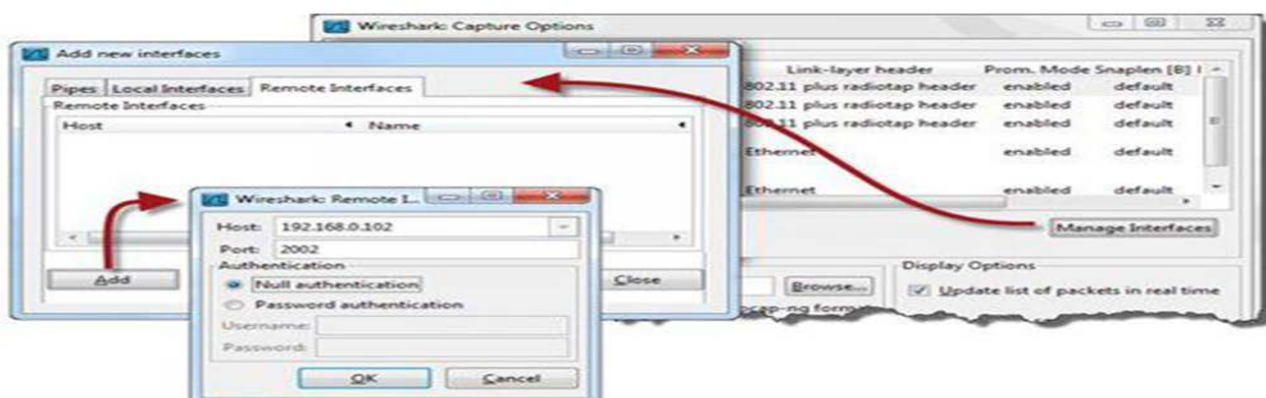 Wireshark: Capture Options
Add new interfaces
Pipes Local Interfaces Remote Interfaces
Remote Interfaces
Host Name
Link-layer header Prom. Mode Snaplen [B]
802.11 plus radiotap header enabled default
802.11 plus radiotap header enabled default
802.11 plus radiotap header enabled default
Ethernet enabled default
Ethernet enabled default
Manage Interfaces
Add
Close
Wireshark: Remote I...
Host: 192.168.0.102
Port: 2002
Authentication
Null authentication
Password authentication
Username:
Password:
OK Cancel
Browse...
Display Options
Update list of packets in real time
pcap-ng